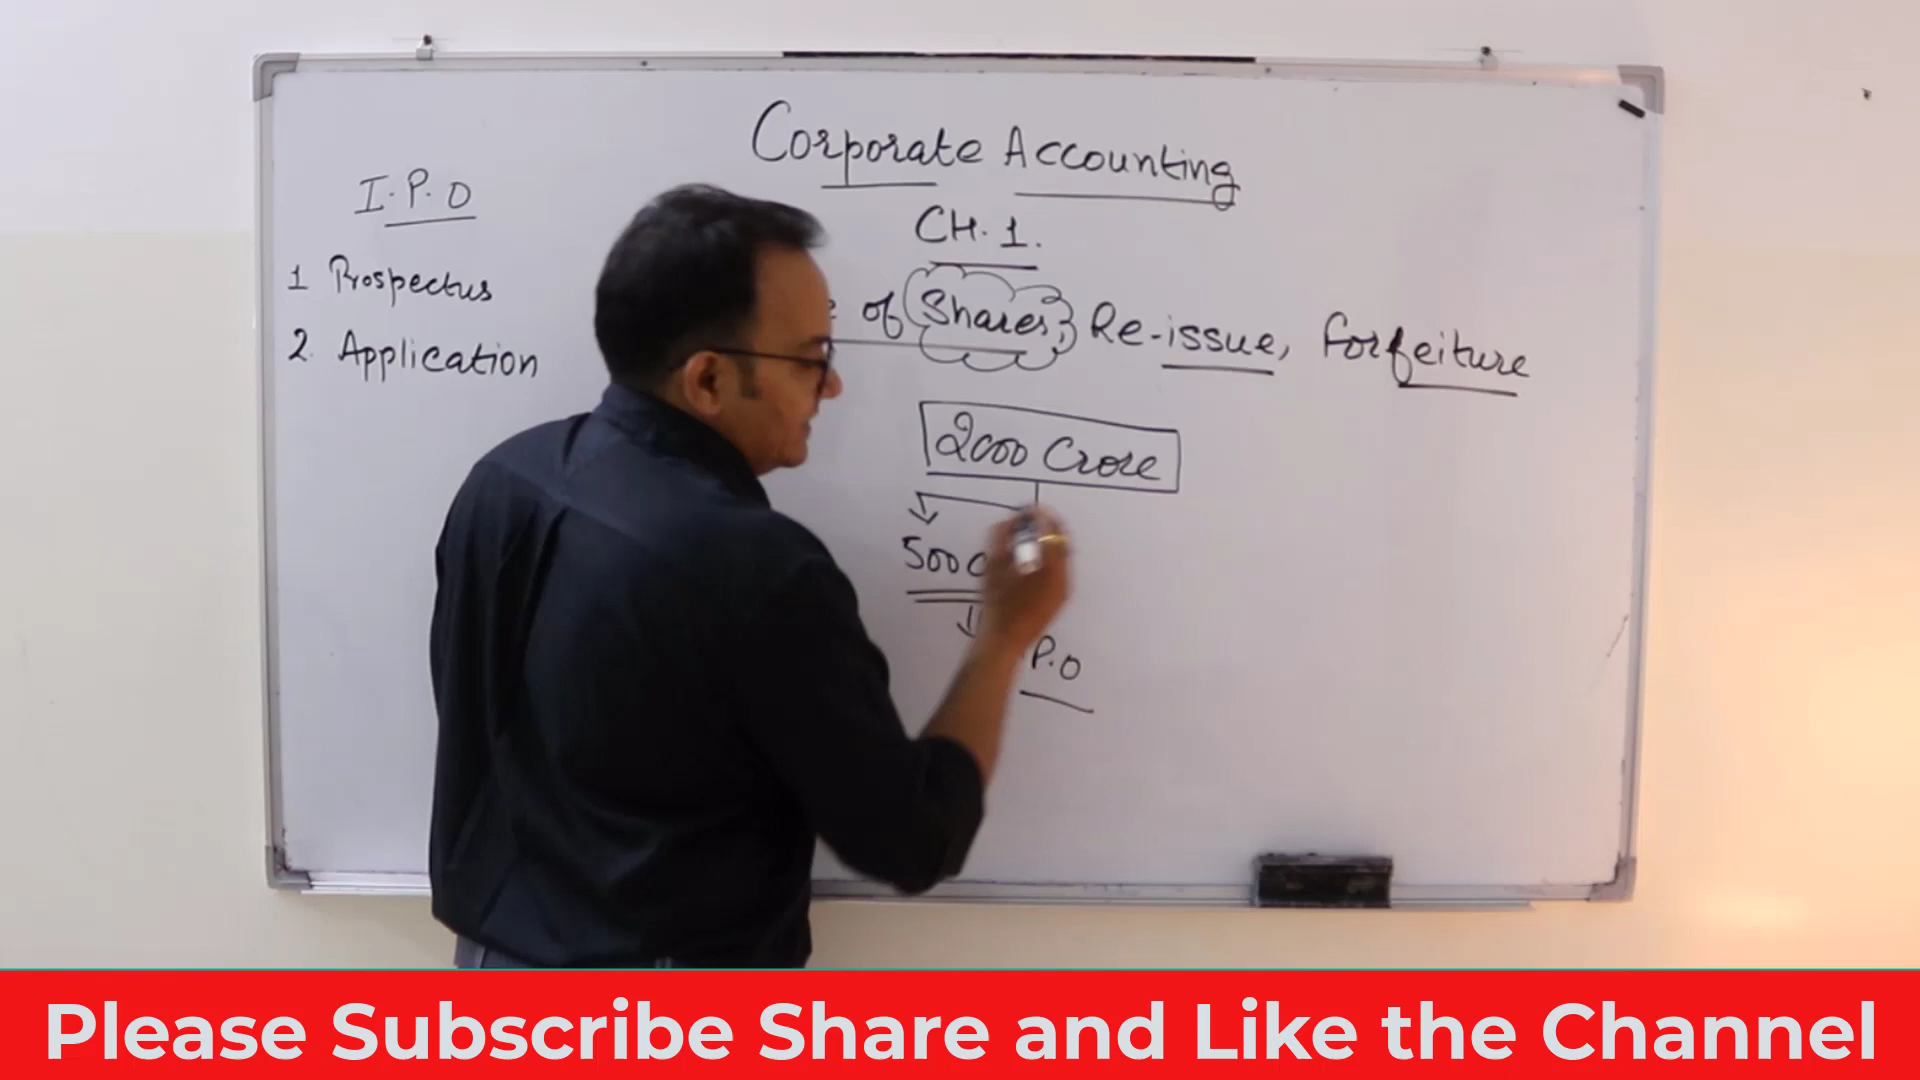 Corporate Accounting
CH. 1.
of Shares, Re-issue, Forfeiture
I.P.O
1 Prospectus
2. Application
2000 Crore
500
P.O
Please Subscribe Share and Like the Channel